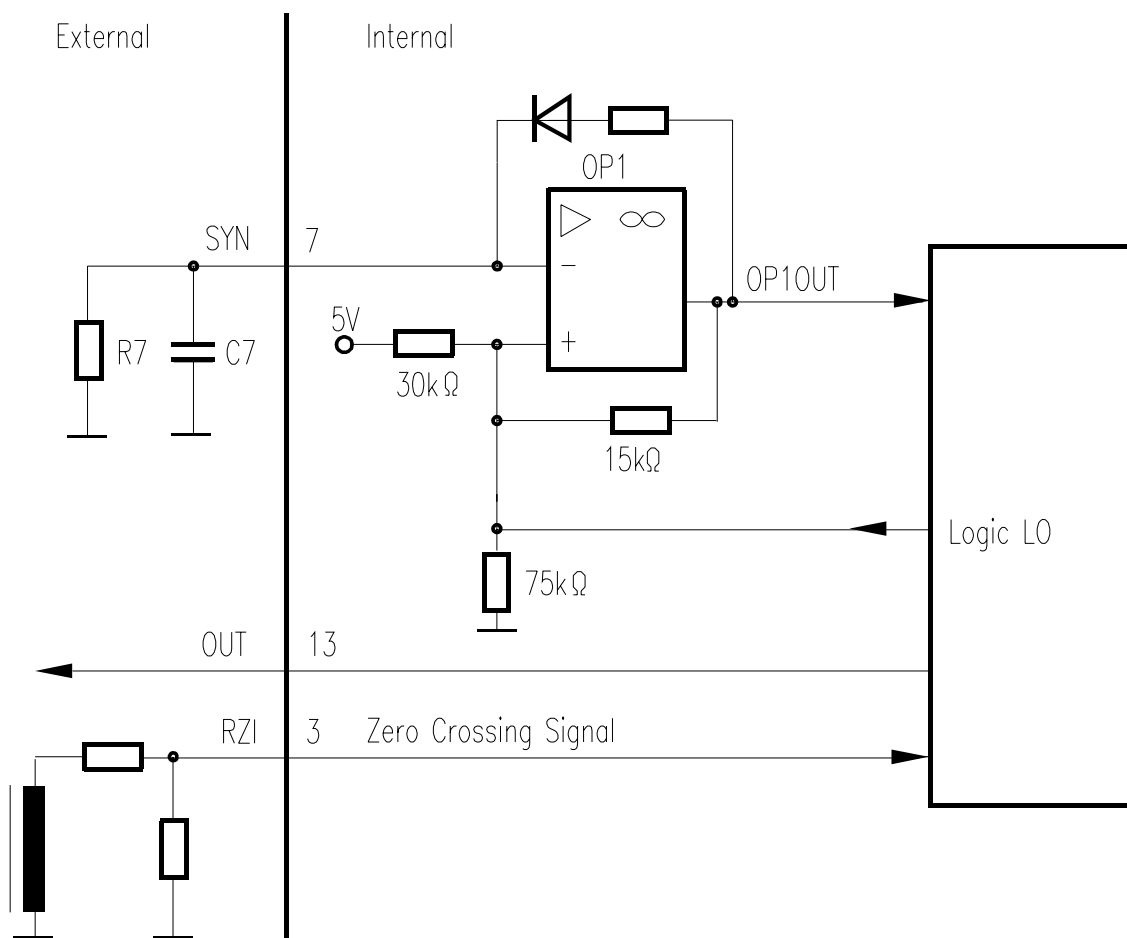 External
Internal
OP1
SYN
7
−
OP1OUT
5V
+
R7
C7
30kΩ
15kΩ
Logic LO
75kΩ
OUT
13
RZI
3
Zero Crossing Signal